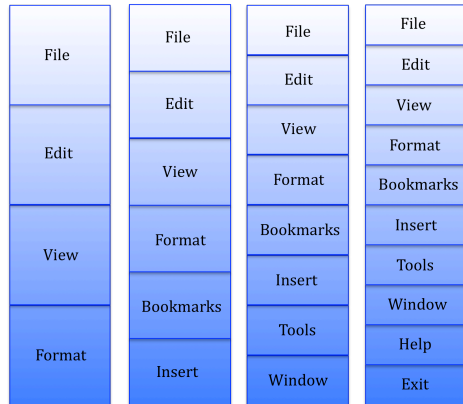 File
Edit
View
Format
File
Edit
View
Format
Bookmarks
Insert
File
Edit
View
Format
Bookmarks
Insert
Tools
Window
File
Edit
View
Format
Bookmarks
Insert
Tools
Window
Help
Exit